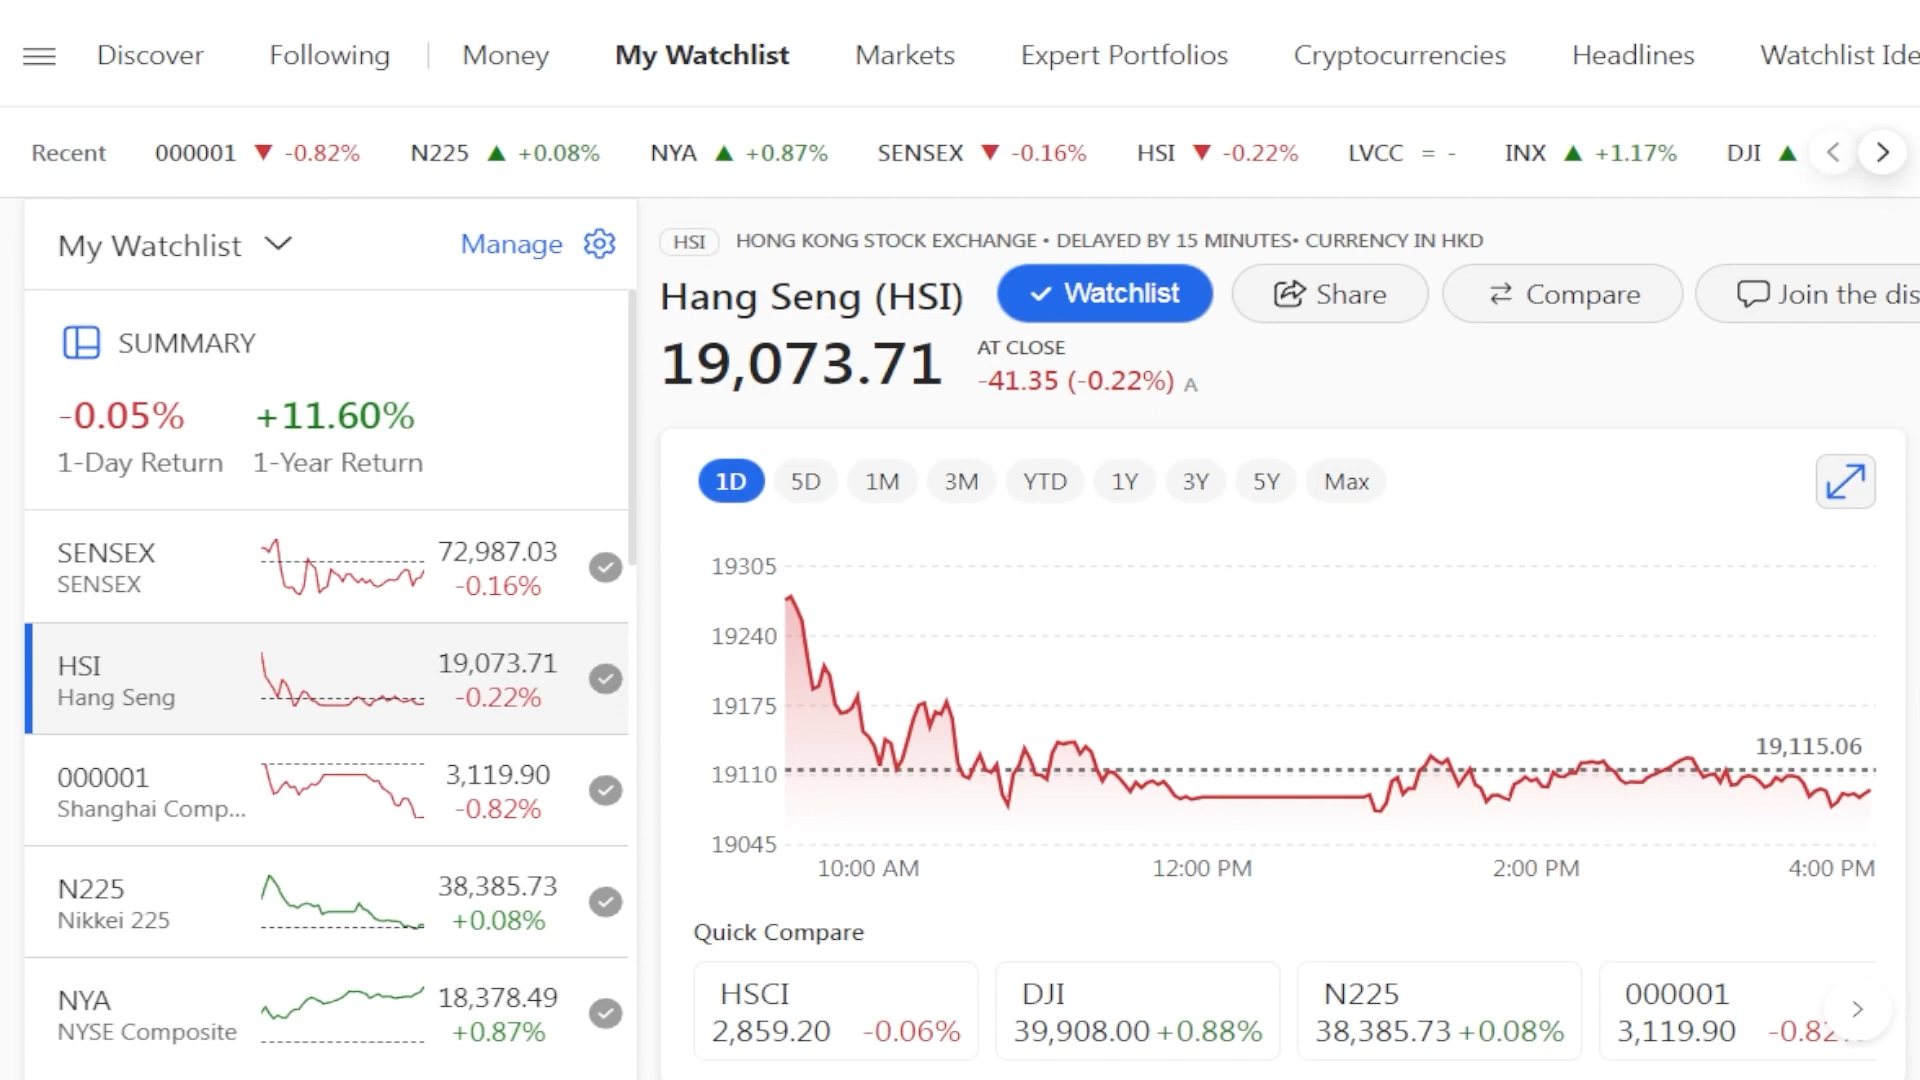 Discover Following Money My Watchlist Markets Expert Portfolios Cryptocurrencies Headlines Watchlist Ide
Recent 000001 ▼ -0.82% N225 ▲ +0.08% NYA ▲ +0.87% SENSEX ▼ -0.16% HSI ▼ -0.22% LVCC = - INX ▲ +1.17% DJI ▲
My Watchlist Manage
SUMMARY
-0.05% +11.60%
1-Day Return 1-Year Return
SENSEX 72,987.03
SENSEX -0.16%
HSI 19,073.71
Hang Seng -0.22%
000001 3,119.90
Shanghai Comp... -0.82%
N225 38,385.73
Nikkei 225 +0.08%
NYA 18,378.49
NYSE Composite +0.87%
HSI HONG KONG STOCK EXCHANGE • DELAYED BY 15 MINUTES• CURRENCY IN HKD
Hang Seng (HSI) Watchlist Share Compare Join the dis
19,073.71 AT CLOSE
-41.35 (-0.22%) A
1D 5D 1M 3M YTD 1Y 3Y 5Y Max
19305
19240
19175
19,115.06
19110
19045
10:00 AM 12:00 PM 2:00 PM 4:00 PM
Quick Compare
HSCI DJI N225 000001
2,859.20 -0.06% 39,908.00 +0.88% 38,385.73 +0.08% 3,119.90 -0.82